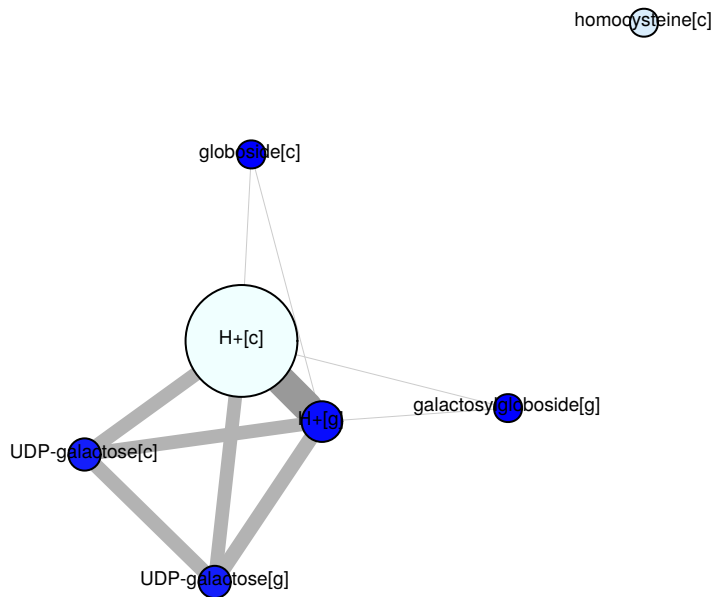 homocysteine[c]
globoside[c]
H+[c]
galactosylgloboside[g]
H+[g]
UDP-galactose[c]
UDP-galactose[g]